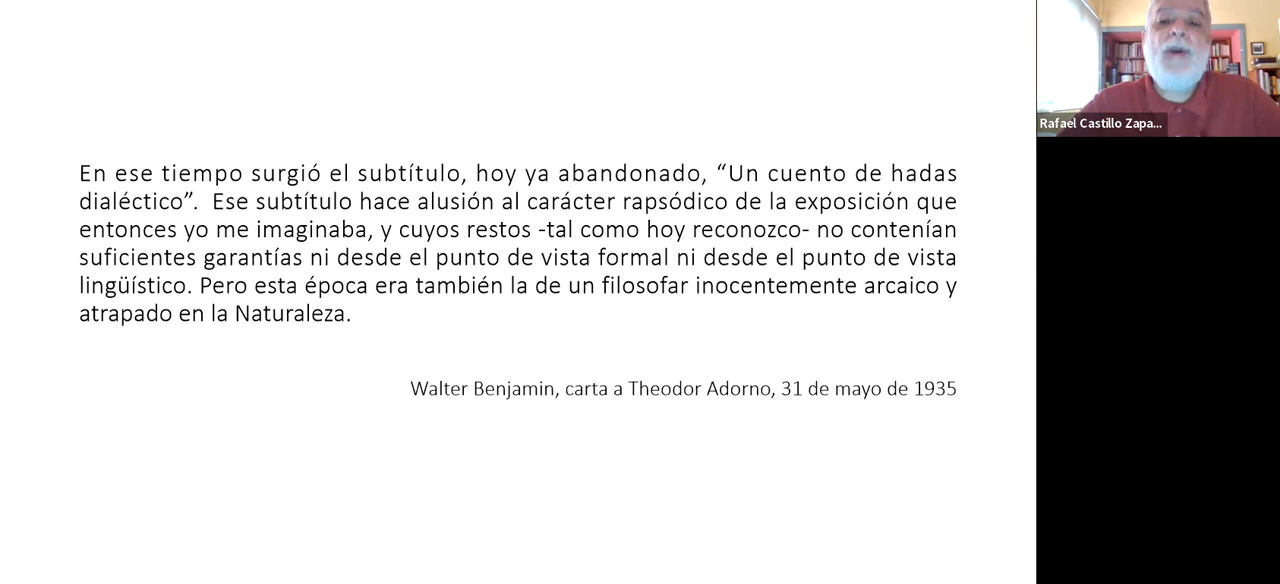 En ese tiempo surgió el subtítulo, hoy ya abandonado, “Un cuento de hadas
dialéctico”.  Ese subtítulo hace alusión al carácter rapsódico de la exposición que
entonces yo me imaginaba, y cuyos restos -tal como hoy reconozco- no contenían
suficientes garantías ni desde el punto de vista formal ni desde el punto de vista
lingüístico. Pero esta época era también la de un filosofar inocentemente arcaico y
atrapado en la Naturaleza.
Walter Benjamin, carta a Theodor Adorno, 31 de mayo de 1935
Rafael Castillo Zapa...